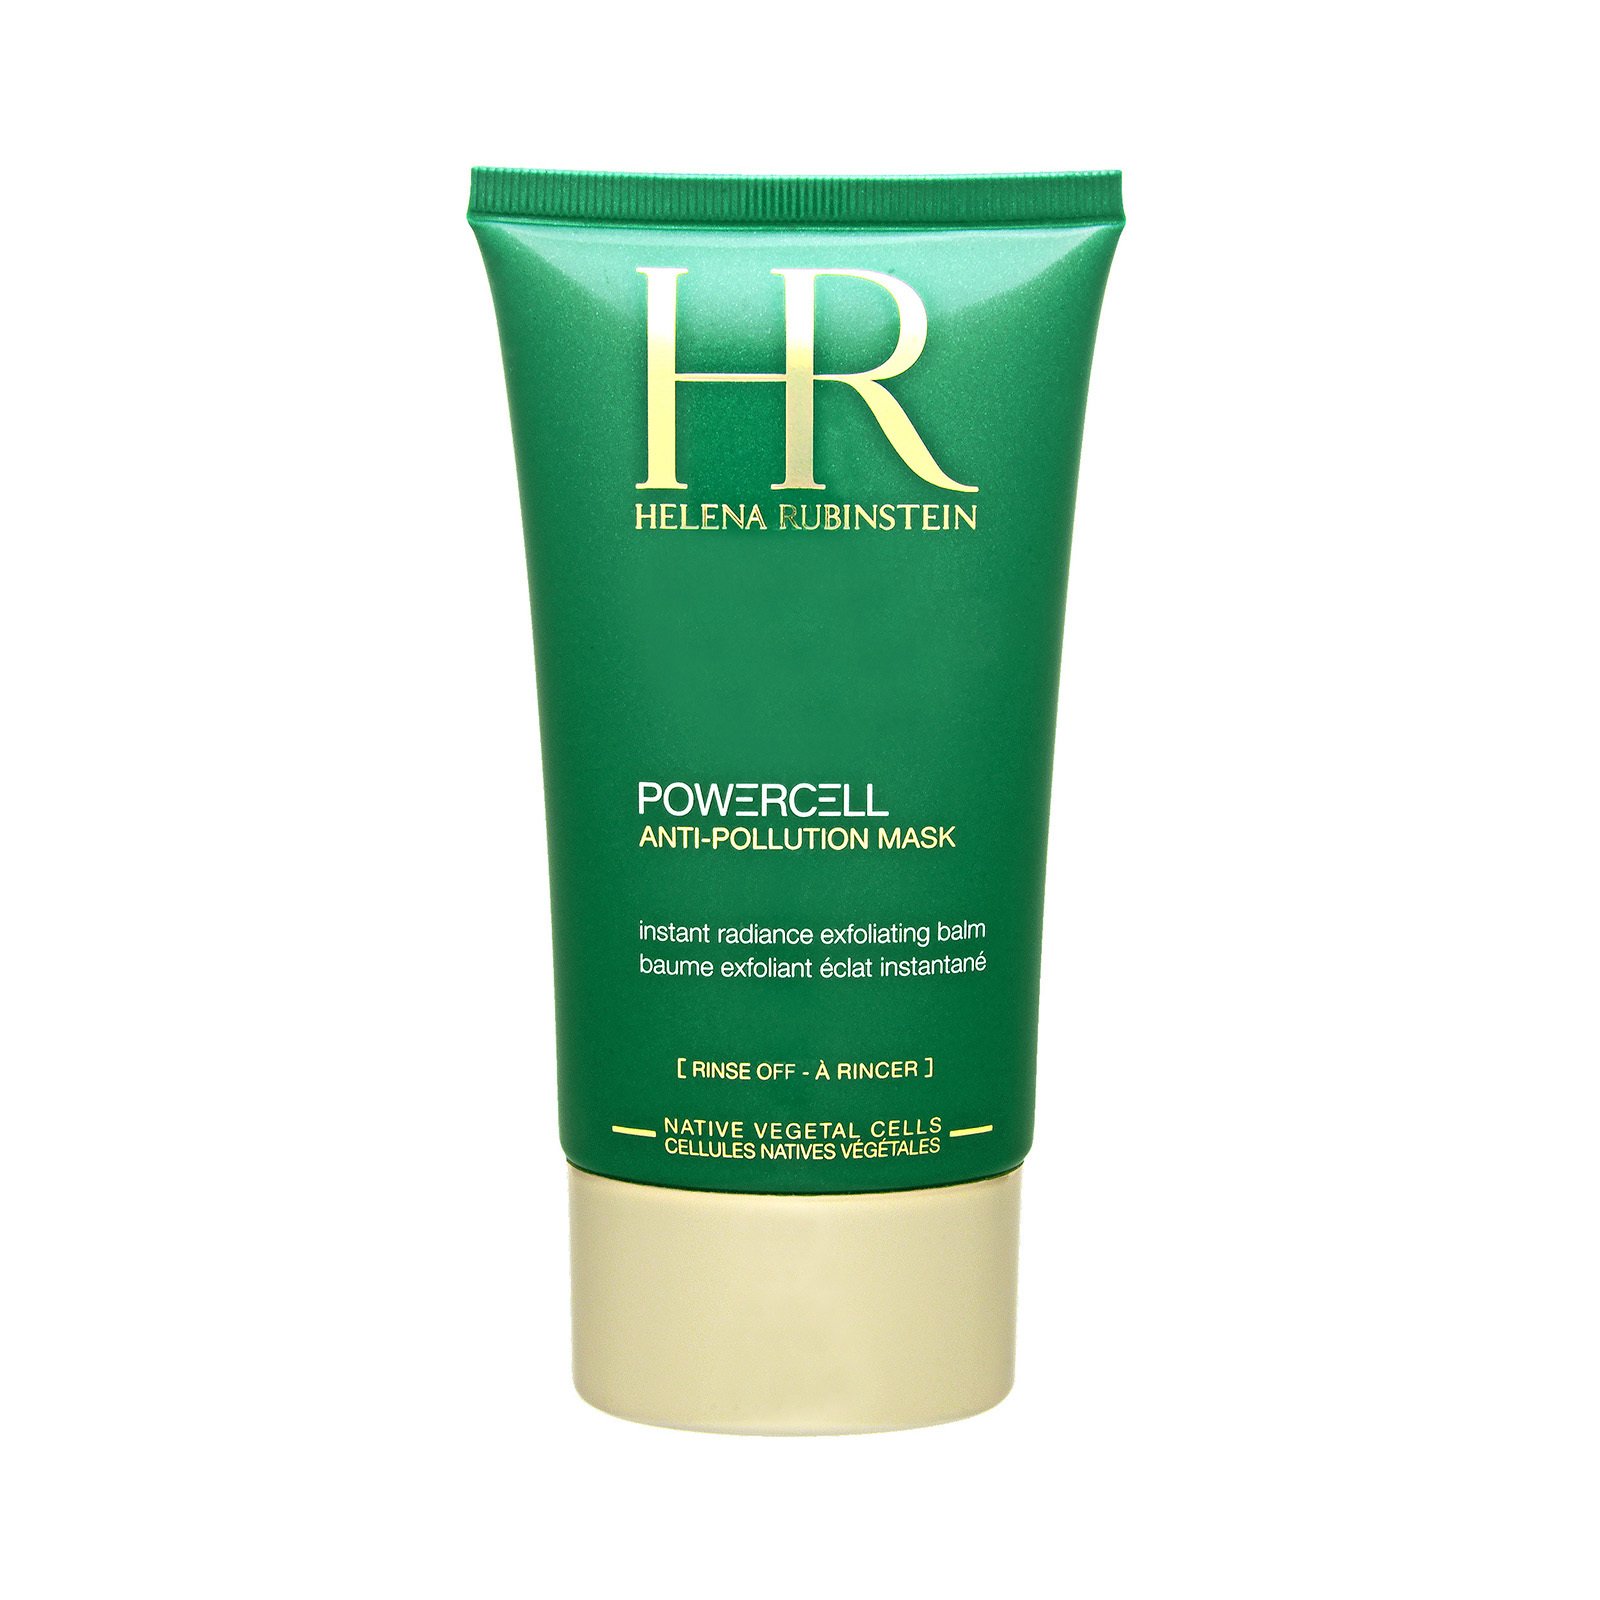 HR
HELENA RUBINSTEIN
POWERCELL
ANTI-POLLUTION MASK
instant radiance exfoliating balm
baume exfoliant éclat instantané
[ RINSE OFF - À RINCER ]
NATIVE VEGETAL CELLS
CELLULES NATIVES VÉGÉTALES